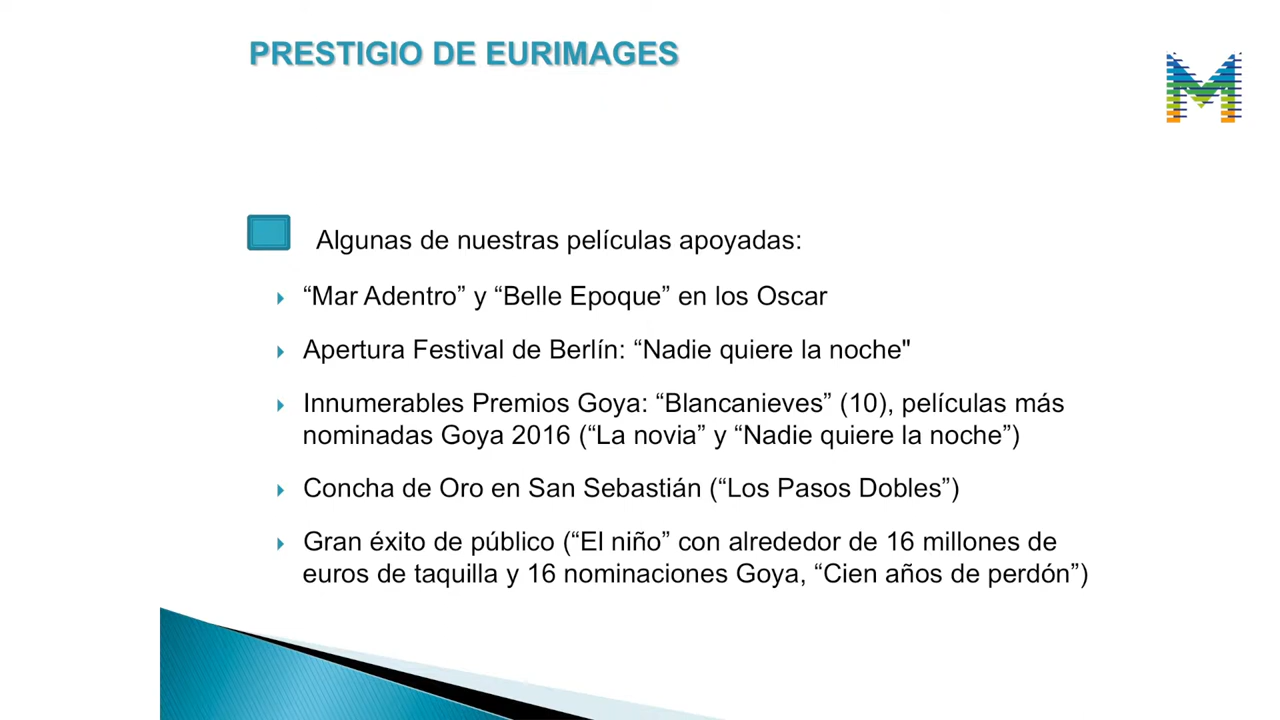 PRESTIGIO DE EURIMAGES
Algunas de nuestras películas apoyadas:
“Mar Adentro” y “Belle Epoque” en los Oscar
Apertura Festival de Berlín: “Nadie quiere la noche"
Innumerables Premios Goya: “Blancanieves” (10), películas más
nominadas Goya 2016 (“La novia” y “Nadie quiere la noche”)
Concha de Oro en San Sebastián (“Los Pasos Dobles”)
Gran éxito de público (“El niño” con alrededor de 16 millones de
euros de taquilla y 16 nominaciones Goya, “Cien años de perdón”)